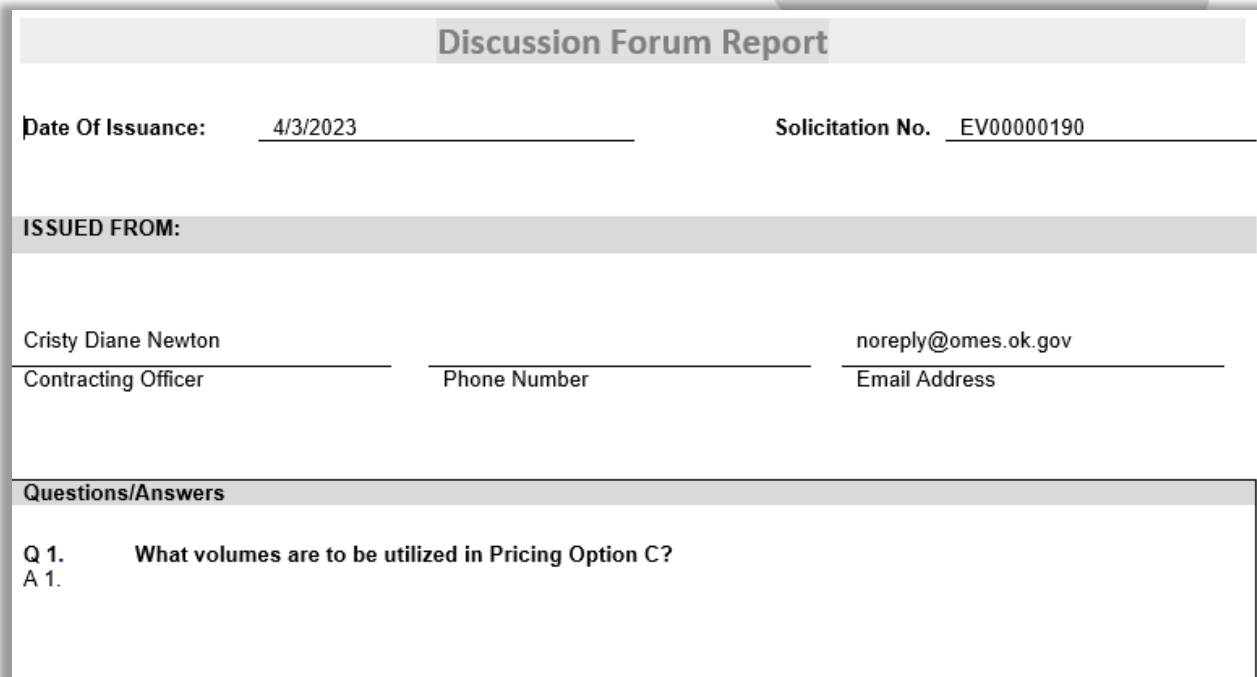 Discussion Forum Report
Date Of Issuance: 4/3/2023 Solicitation No. EV00000190
ISSUED FROM:
Cristy Diane Newton noreply@omes.ok.gov
Contracting Officer Phone Number Email Address
Questions/Answers
Q 1. What volumes are to be utilized in Pricing Option C?
A 1.